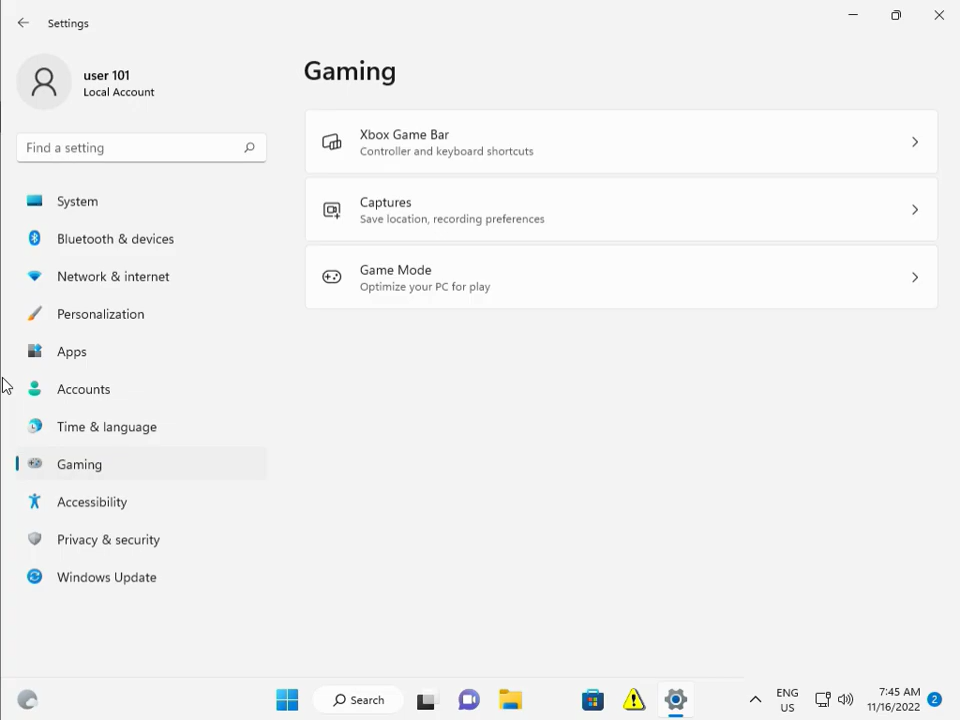 Settings
user 101
Local Account
Find a setting
System
Bluetooth & devices
Network & internet
Personalization
Apps
Accounts
Time & language
Gaming
Accessibility
Privacy & security
Windows Update
Gaming
Xbox Game Bar
Controller and keyboard shortcuts
Captures
Save location, recording preferences
Game Mode
Optimize your PC for play
Search
ENG
US
7:45 AM
11/16/2022
2